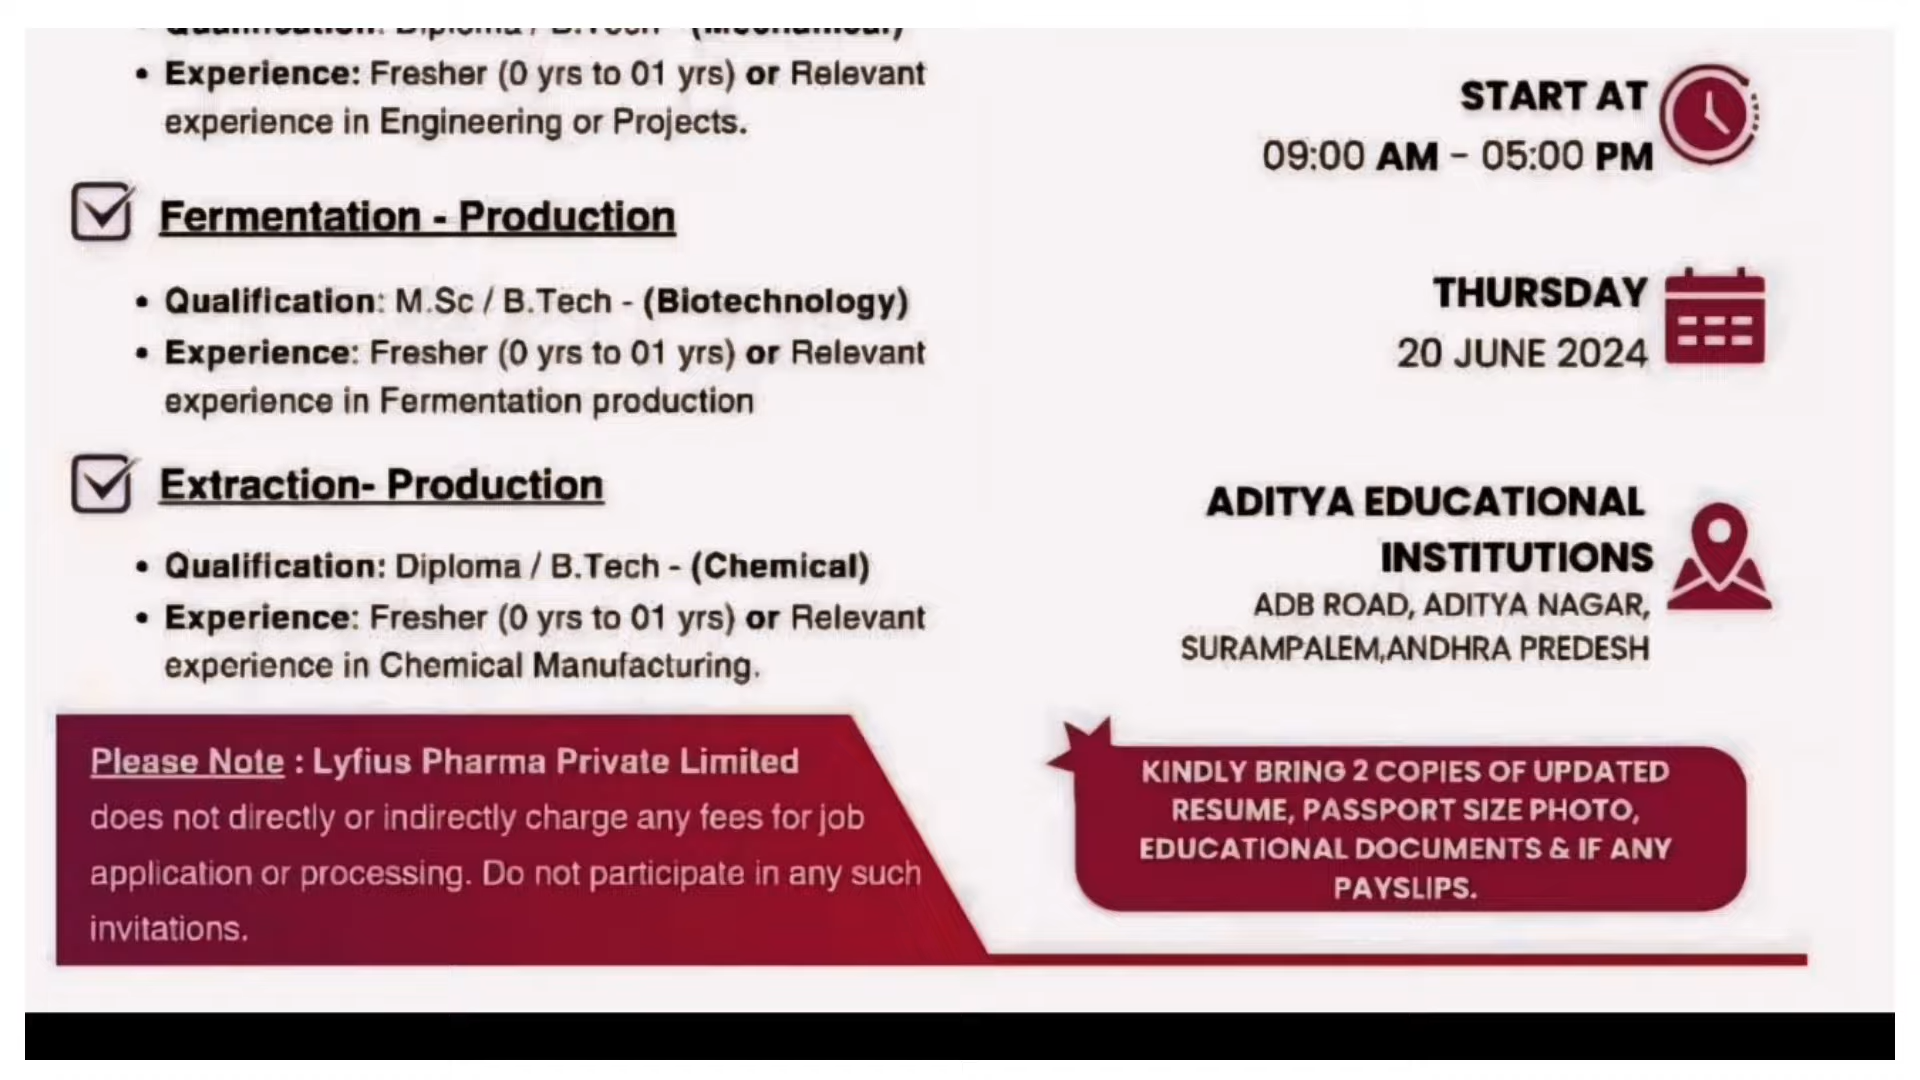 Qualification: Diploma / B.Tech - (Mechanical)
• Experience: Fresher (0 yrs to 01 yrs) or Relevant
experience in Engineering or Projects.
Fermentation - Production
• Qualification: M.Sc / B.Tech - (Biotechnology)
• Experience: Fresher (0 yrs to 01 yrs) or Relevant
experience in Fermentation production
Extraction- Production
• Qualification: Diploma / B.Tech - (Chemical)
• Experience: Fresher (0 yrs to 01 yrs) or Relevant
experience in Chemical Manufacturing.
Please Note : Lyfius Pharma Private Limited
does not directly or indirectly charge any fees for job
application or processing. Do not participate in any such
invitations.
START AT
09:00 AM - 05:00 PM
THURSDAY
20 JUNE 2024
ADITYA EDUCATIONAL
INSTITUTIONS
ADB ROAD, ADITYA NAGAR,
SURAMPALEM,ANDHRA PREDESH
KINDLY BRING 2 COPIES OF UPDATED
RESUME, PASSPORT SIZE PHOTO,
EDUCATIONAL DOCUMENTS & IF ANY
PAYSLIPS.